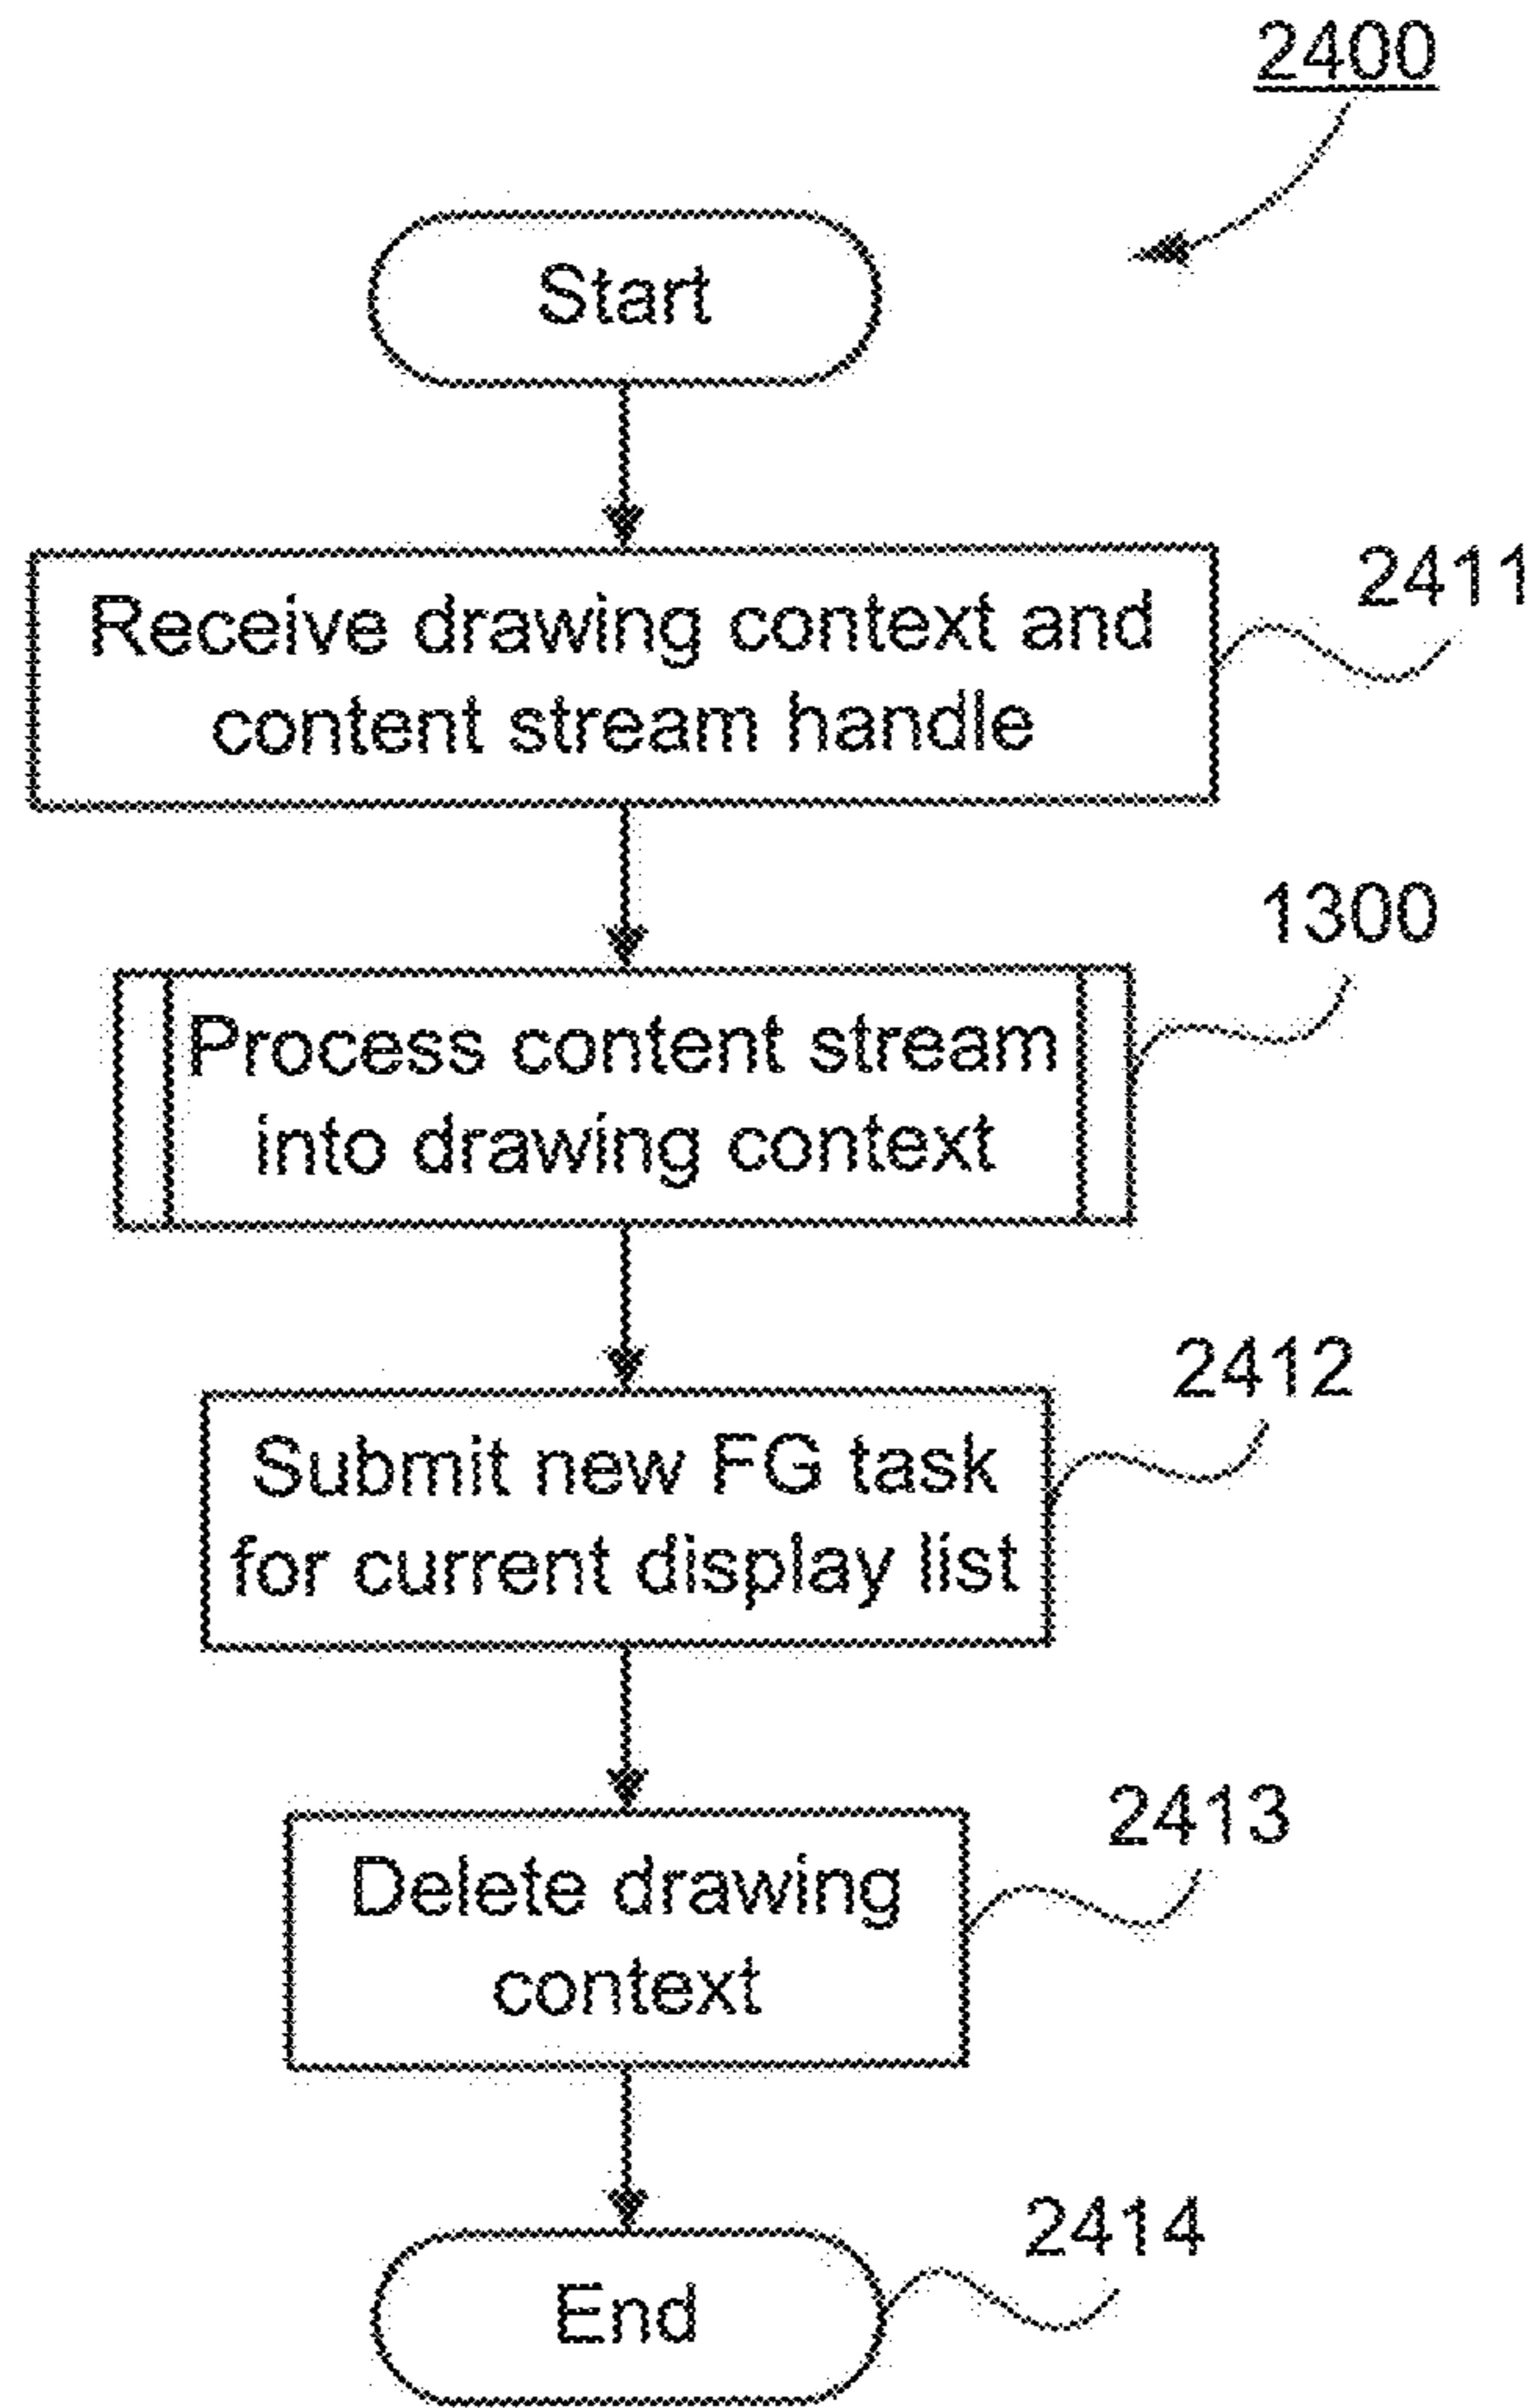 2400
Start
Receive drawing context and
content stream handle
2411
1300
Process content stream
into drawing context
2412
Submit new FG task
for current display list
2413
Delete drawing
context
2414
End